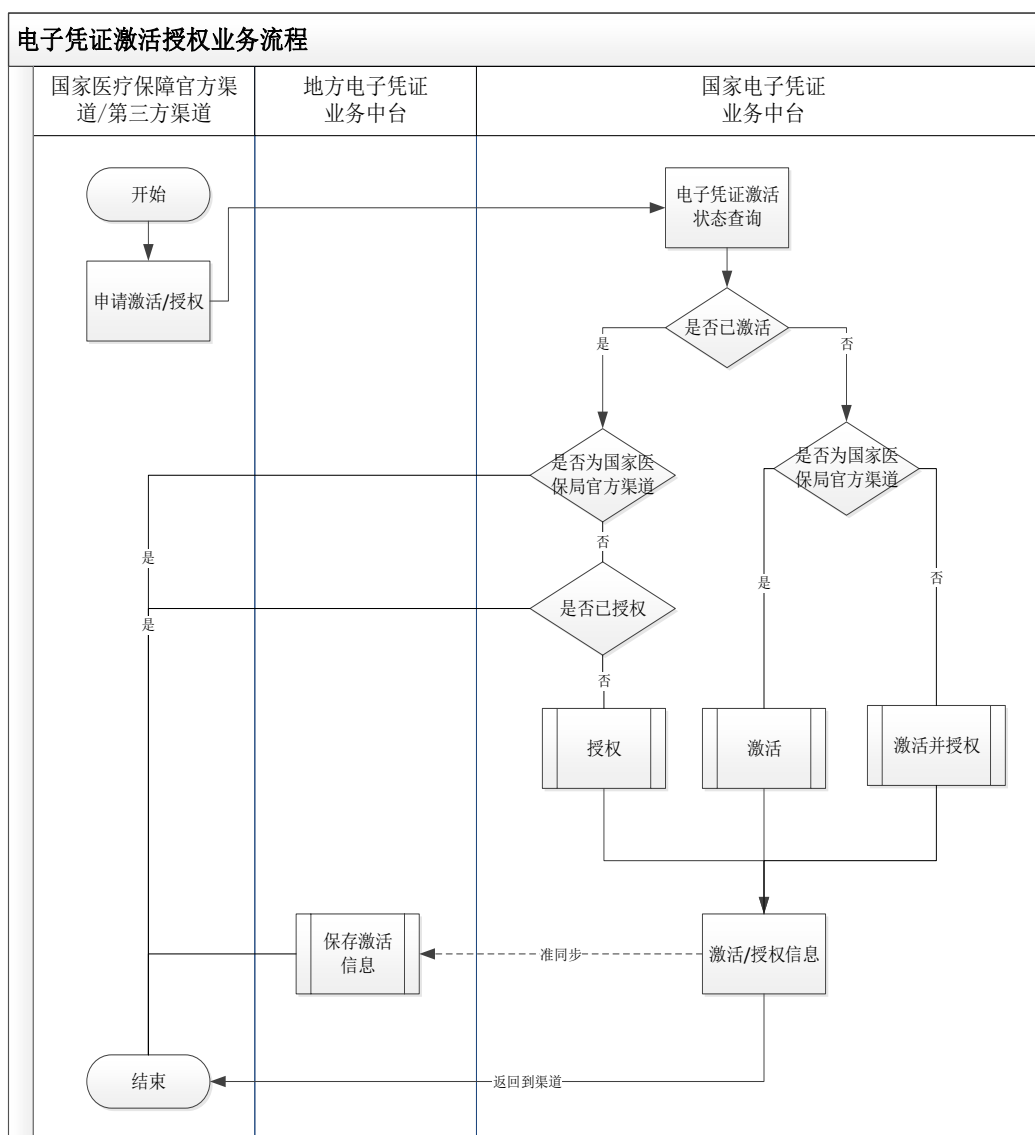 电子凭证激活授权业务流程
国家医疗保障官方渠
道/第三方渠道
地方电子凭证
业务中台
国家电子凭证
业务中台
开始
电子凭证激活
状态查询
申请激活/授权
是否已激活
是
否
是否为国家医
保局官方渠道
是否为国家医
保局官方渠道
否
是
是
否
是否已授权
是
否
授权
激活
激活并授权
保存激活
信息
准同步
激活/授权信息
结束
返回到渠道